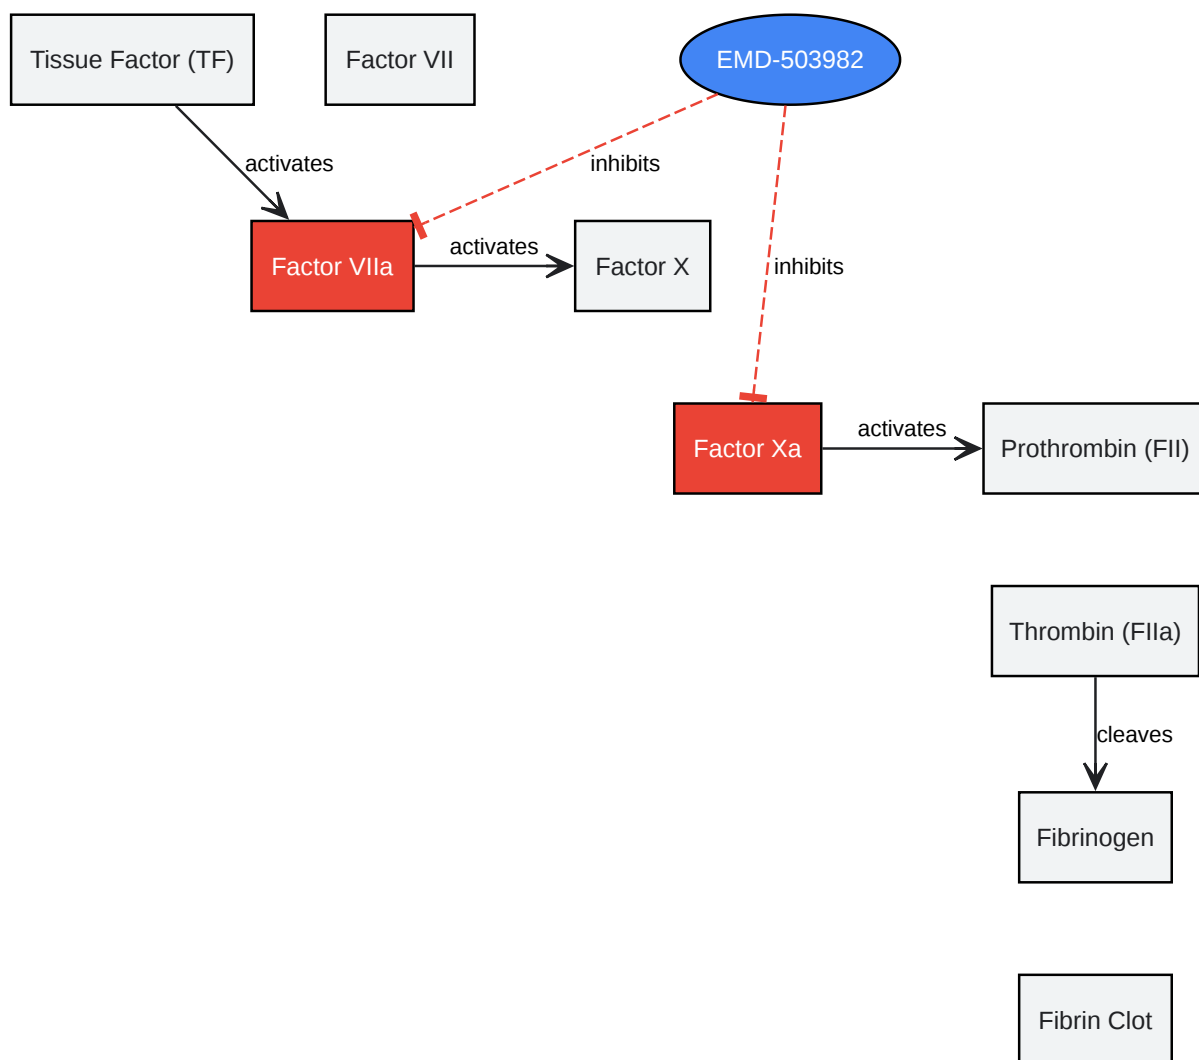 Tissue Factor (TF)
Factor VII
EMD-503982
activates
inhibits
Factor VIIa
activates
Factor X
inhibits
Factor Xa
activates
Prothrombin (FII)
Thrombin (FIIa)
cleaves
Fibrinogen
Fibrin Clot